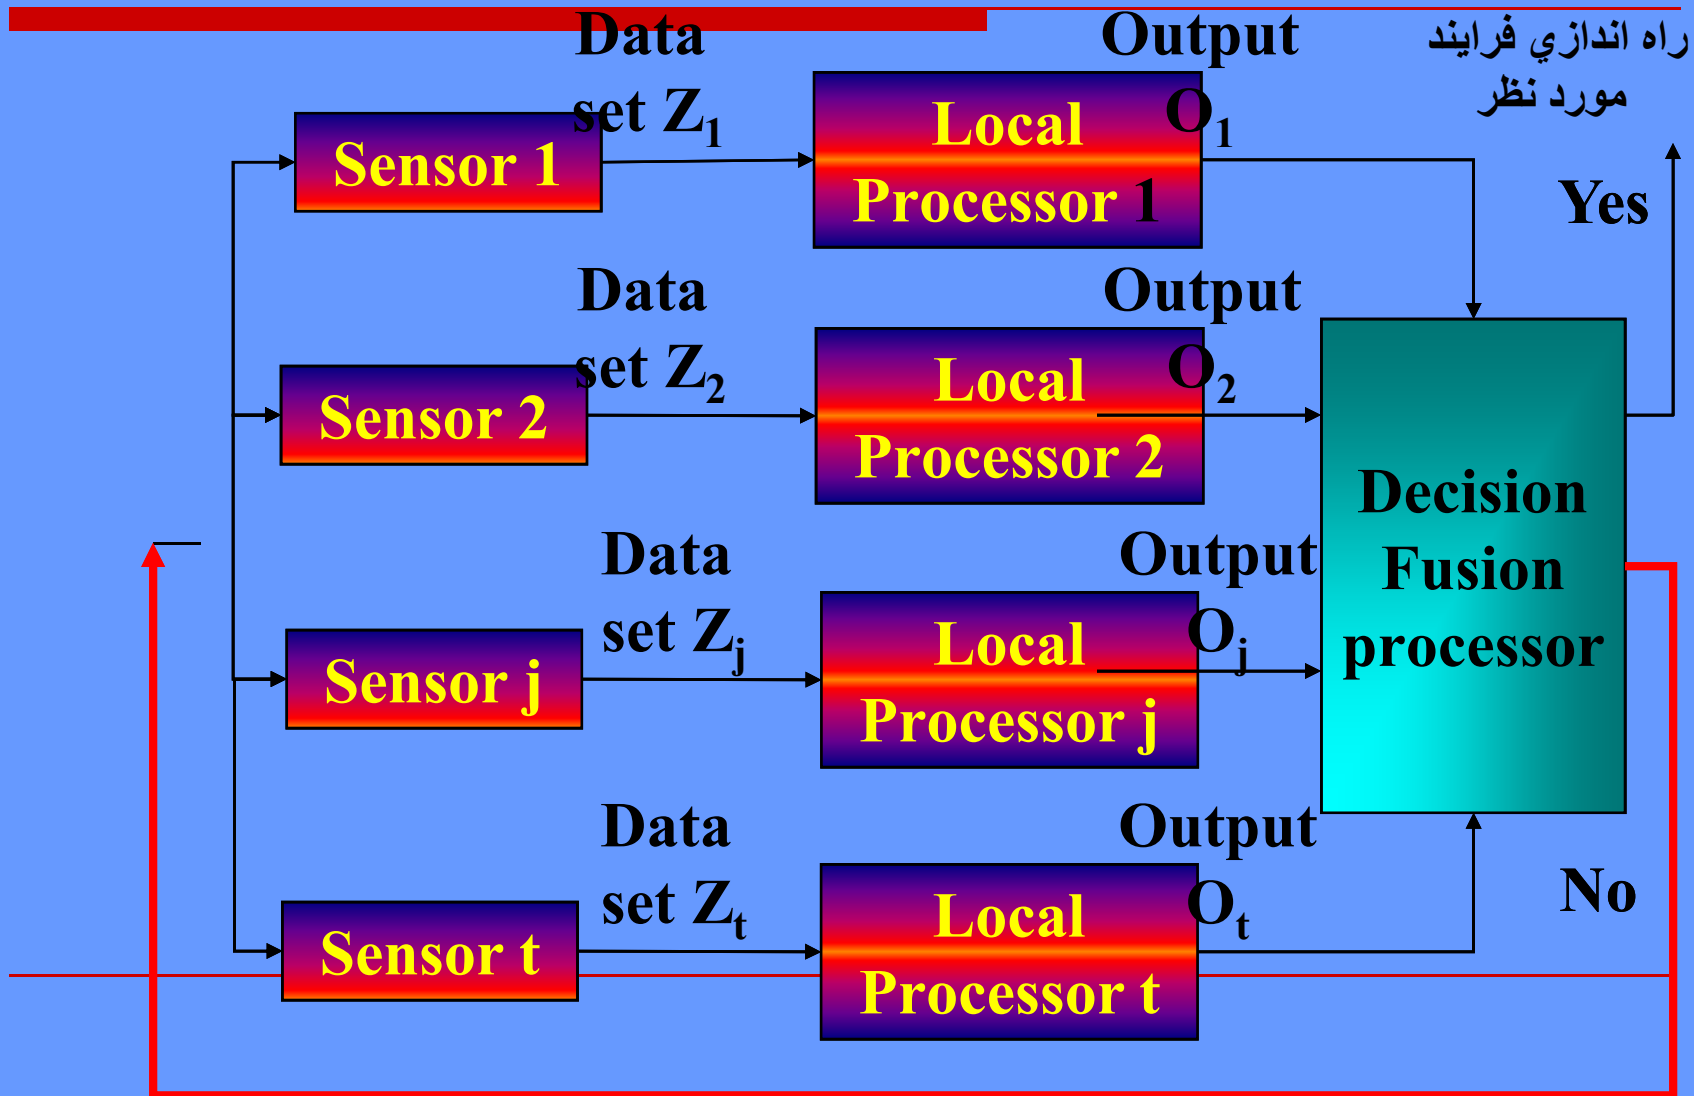 Data
set Z₁
Output
O₁
راه اندازي فرايند
مورد نظر
Sensor 1
Local
Processor 1
Yes
Data
set Z₂
Output
O₂
Sensor 2
Local
Processor 2
Decision
Fusion
processor
Data
set Zⱼ
Output
Oⱼ
Sensor j
Local
Processor j
Data
set Zₜ
Output
Oₜ
Sensor t
Local
Processor t
No